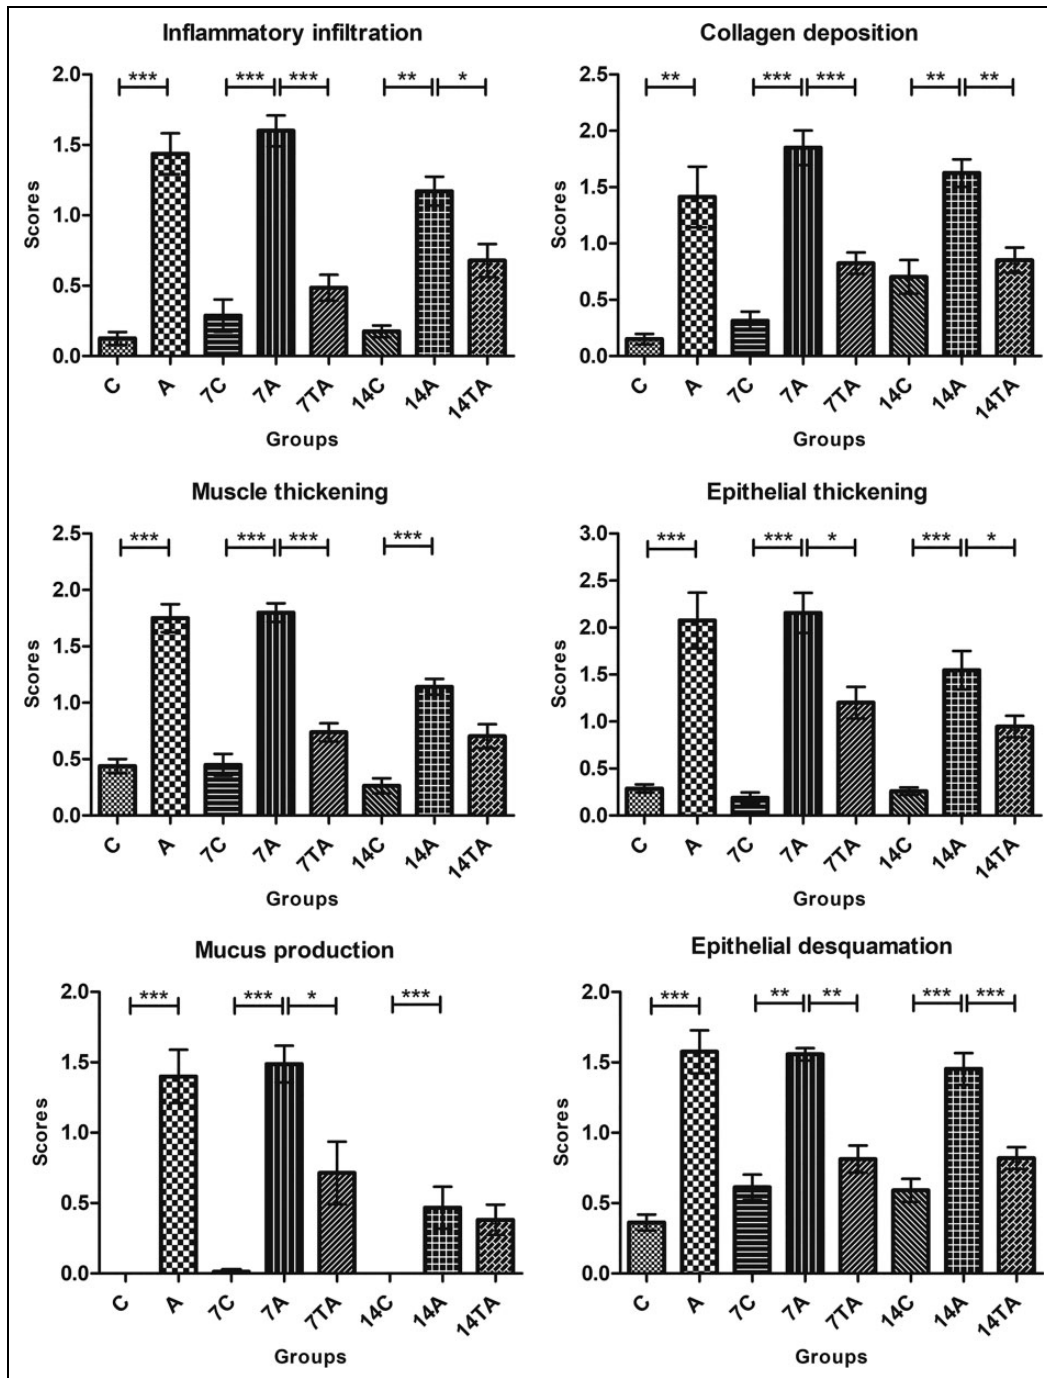 Inflammatory infiltration
Scores
2.0
1.5
1.0
0.5
0.0
*** *** *** ** *
C A 7C 7A 7TA 14C 14A 14TA
Groups
Collagen deposition
Scores
2.5
2.0
1.5
1.0
0.5
0.0
** *** *** ** **
C A 7C 7A 7TA 14C 14A 14TA
Groups
Muscle thickening
Scores
2.5
2.0
1.5
1.0
0.5
0.0
*** *** *** ***
C A 7C 7A 7TA 14C 14A 14TA
Groups
Epithelial thickening
Scores
3.0
2.5
2.0
1.5
1.0
0.5
0.0
*** *** * *** *
C A 7C 7A 7TA 14C 14A 14TA
Groups
Mucus production
Scores
2.0
1.5
1.0
0.5
0.0
*** *** * ***
C A 7C 7A 7TA 14C 14A 14TA
Groups
Epithelial desquamation
Scores
2.0
1.5
1.0
0.5
0.0
*** ** ** *** ***
C A 7C 7A 7TA 14C 14A 14TA
Groups